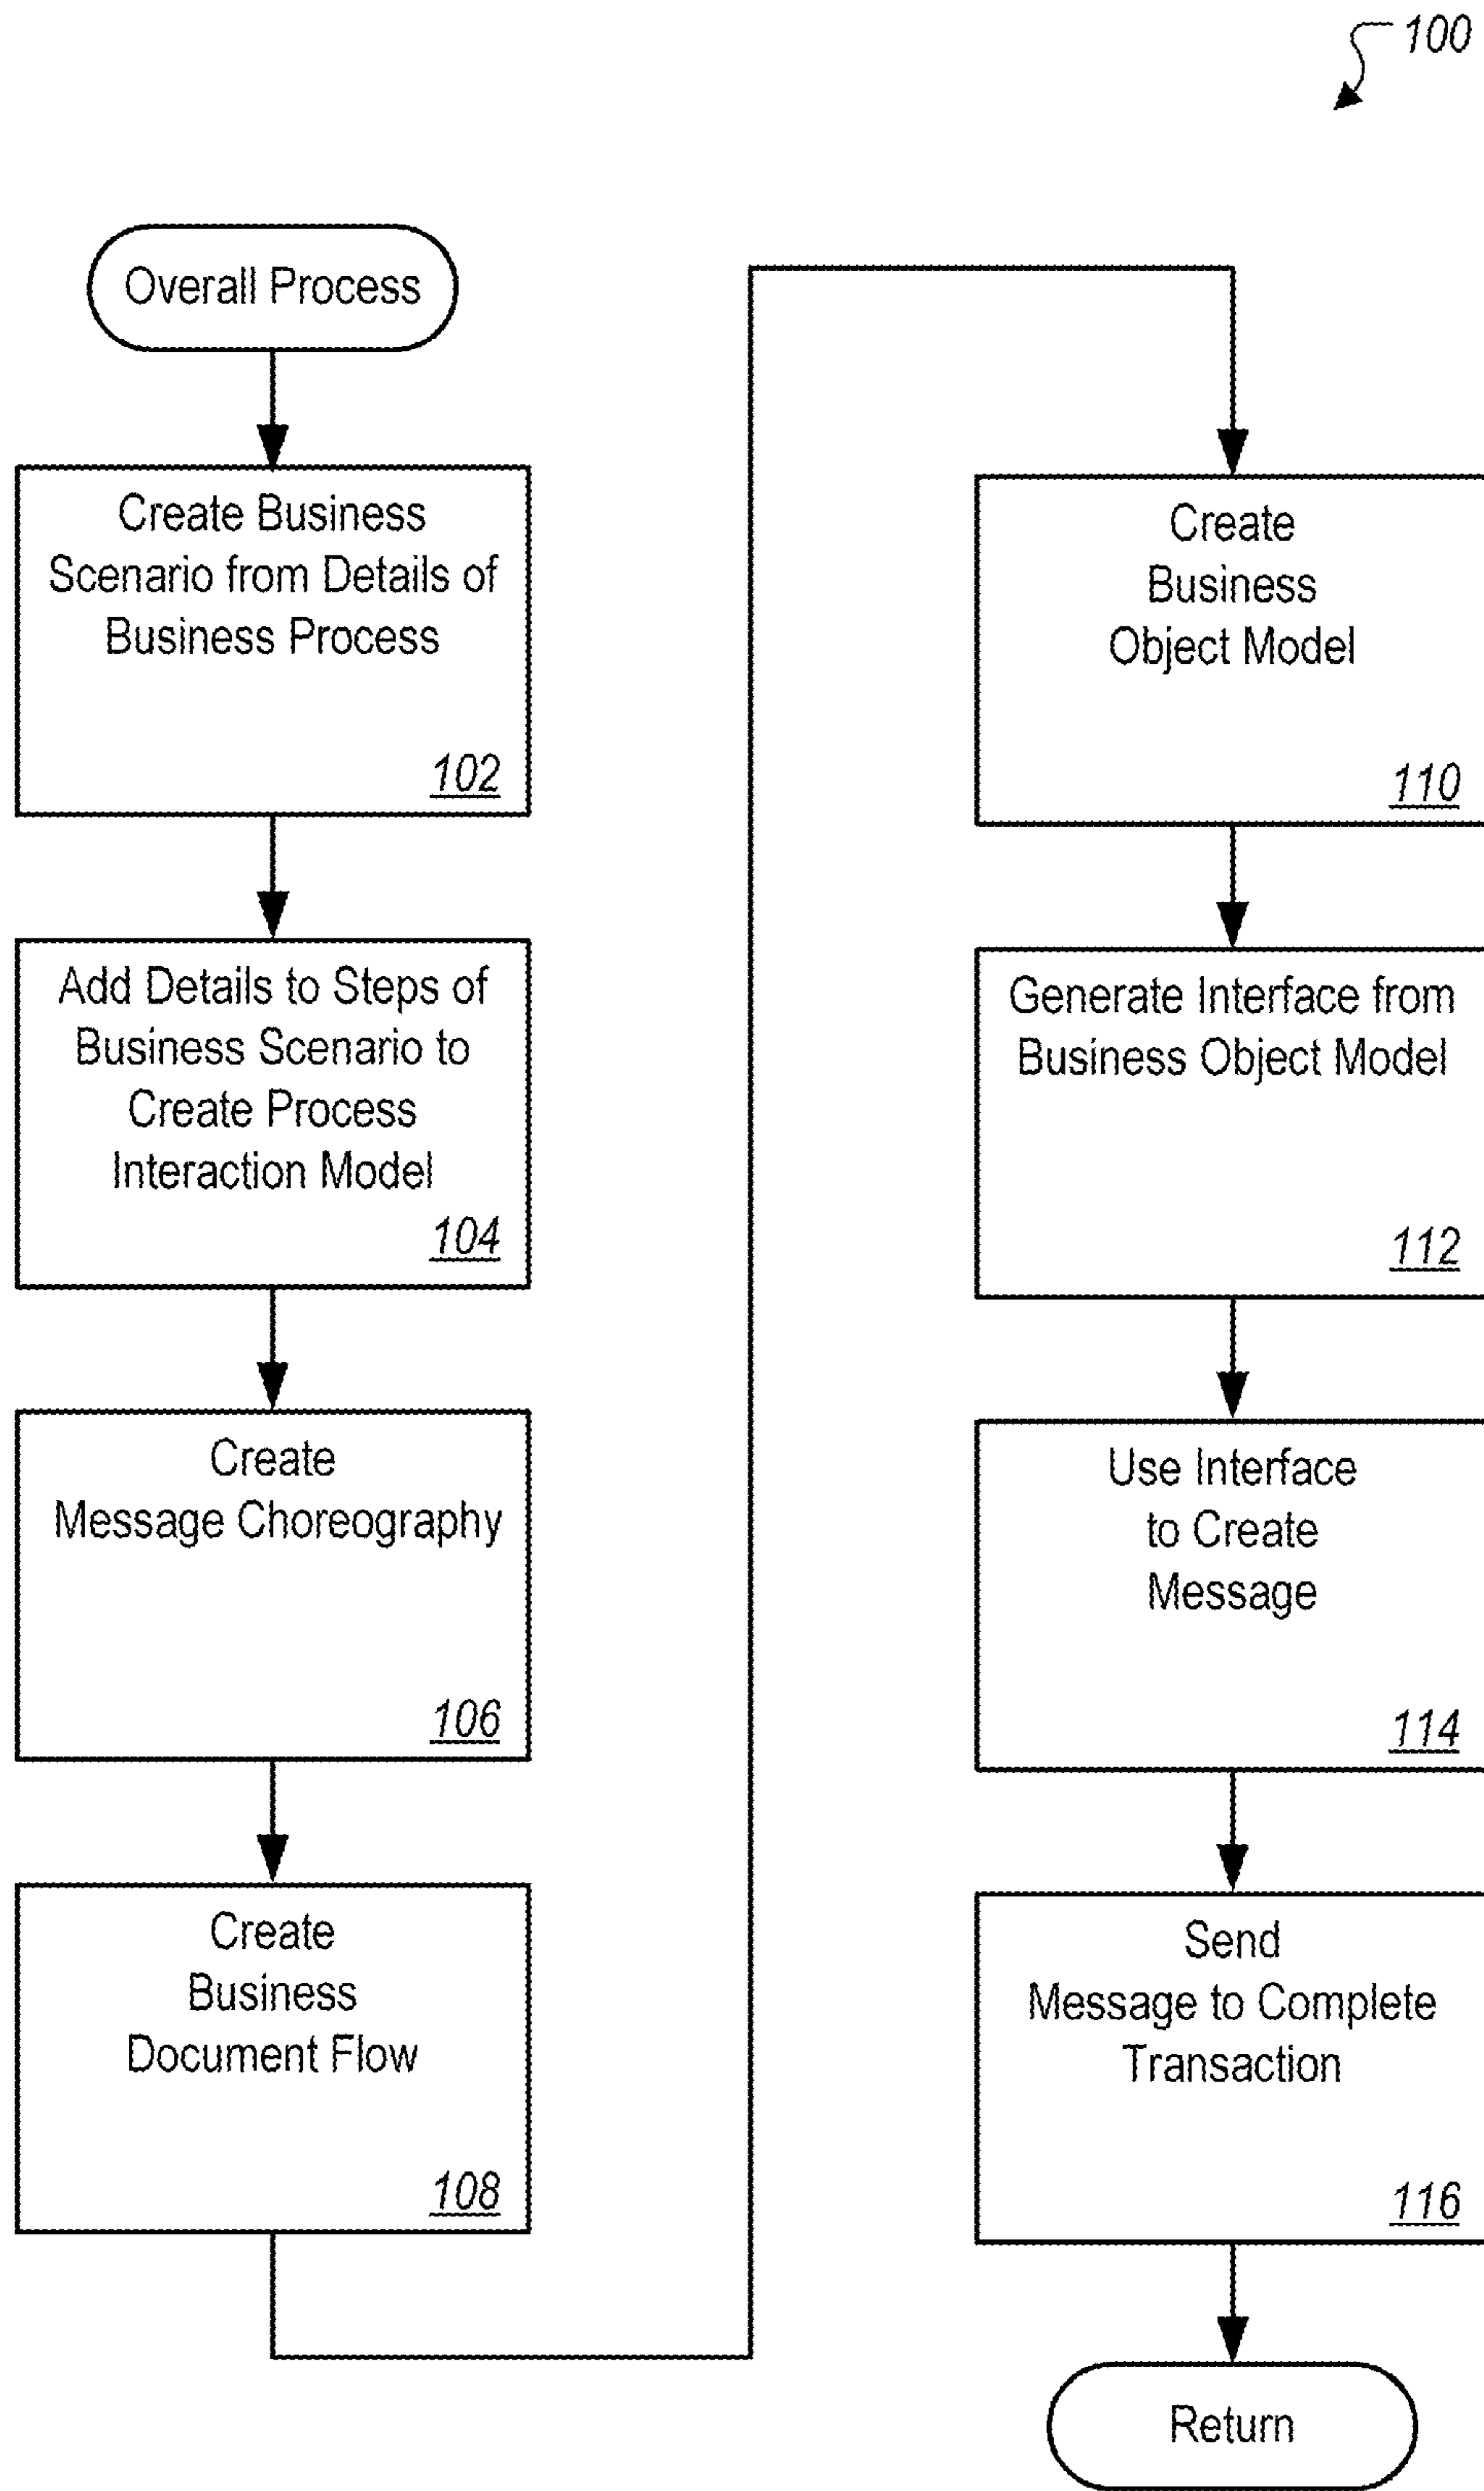 100
Overall Process
Create Business
Scenario from Details of
Business Process
102
Add Details to Steps of
Business Scenario to
Create Process
Interaction Model
104
Create
Message Choreography
106
Create
Business
Document Flow
108
Create
Business
Object Model
110
Generate Interface from
Business Object Model
112
Use Interface
to Create
Message
114
Send
Message to Complete
Transaction
116
Return